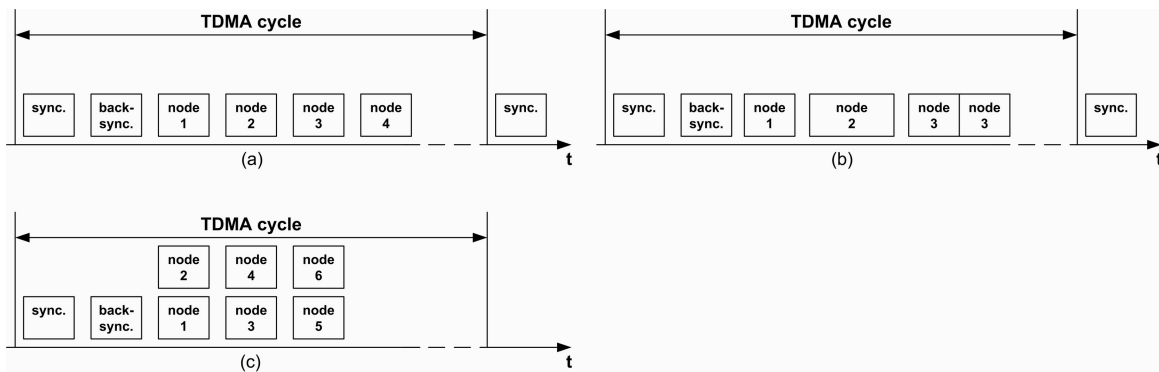 TDMA cycle
sync.
back-
sync.
node
1
node
2
node
3
node
4
sync.
(a)
t
TDMA cycle
sync.
back-
sync.
node
1
node
2
node
3
node
3
sync.
(b)
t
TDMA cycle
node
2
node
4
node
6
sync.
back-
sync.
node
1
node
3
node
5
(c)
t